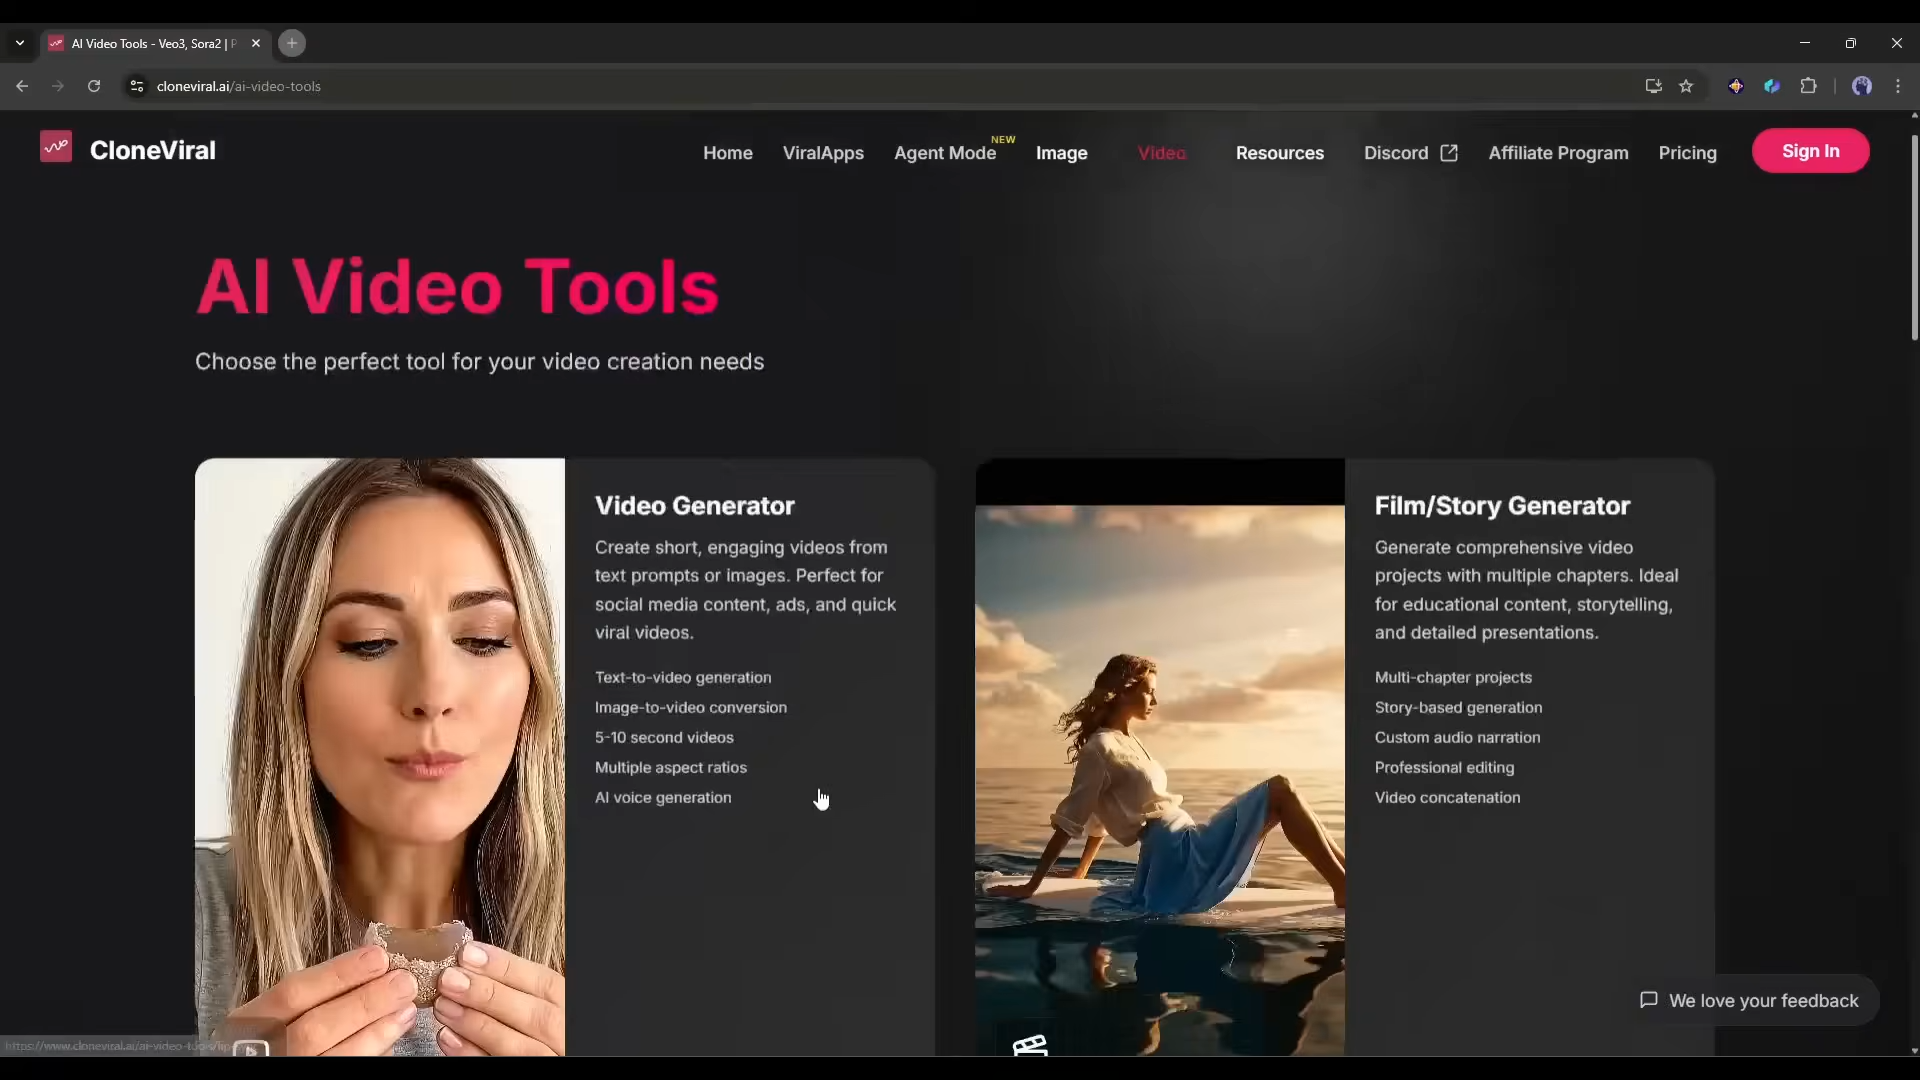 AI Video Tools - Veo3, Sora2 | P
cloneviral.ai/ai-video-tools
CloneViral
Home
ViralApps
Agent Mode
NEW
Image
Video
Resources
Discord
Affiliate Program
Pricing
Sign In
AI Video Tools
Choose the perfect tool for your video creation needs
Video Generator
Create short, engaging videos from
text prompts or images. Perfect for
social media content, ads, and quick
viral videos.
Text-to-video generation
Image-to-video conversion
5-10 second videos
Multiple aspect ratios
AI voice generation
Film/Story Generator
Generate comprehensive video
projects with multiple chapters. Ideal
for educational content, storytelling,
and detailed presentations.
Multi-chapter projects
Story-based generation
Custom audio narration
Professional editing
Video concatenation
We love your feedback